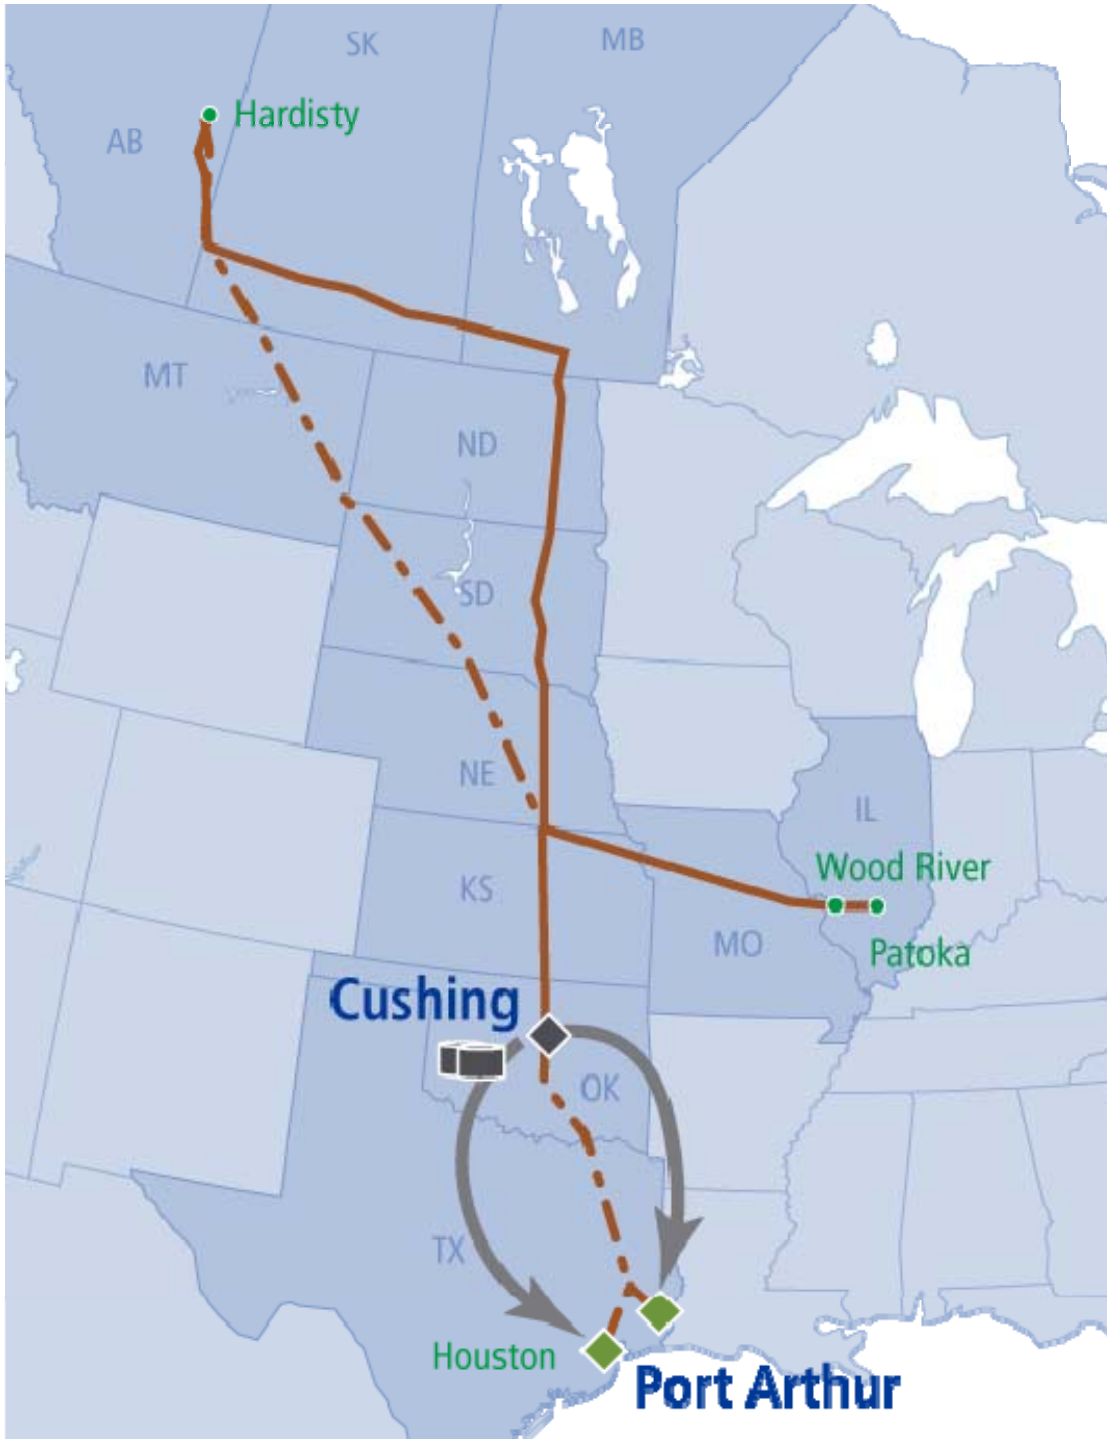 SK
MB
Hardisty
AB
MT
ND
SD
NE
IL
Wood River
KS
MO
Patoka
Cushing
OK
TX
Houston
Port Arthur